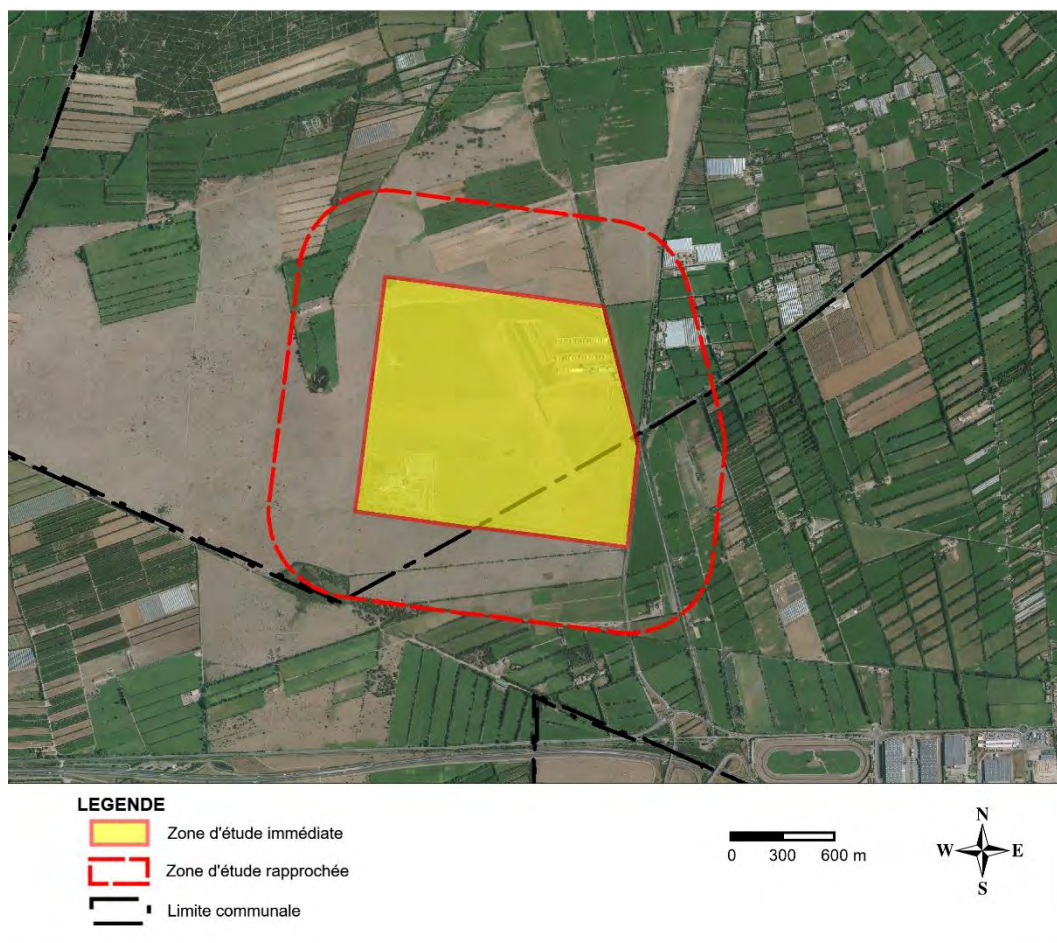 LEGENDE
Zone d'étude immédiate
Zone d'étude rapprochée
Limite communale
0 300 600 m
N
W E
S